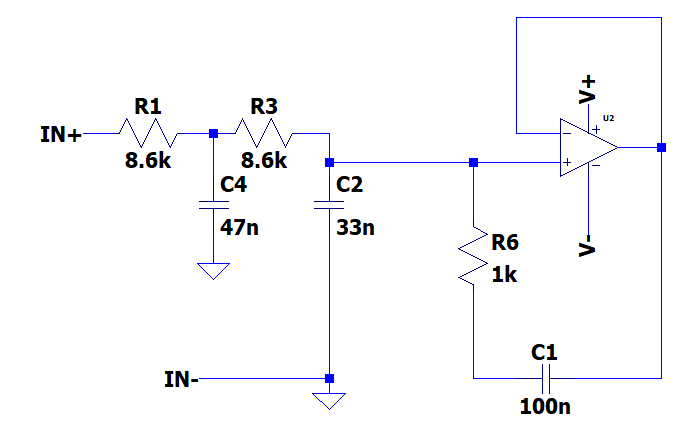 R1
R3
IN+
8.6k
8.6k
C4
47n
C2
33n
V+
U2
V-
R6
1k
IN-
C1
100n